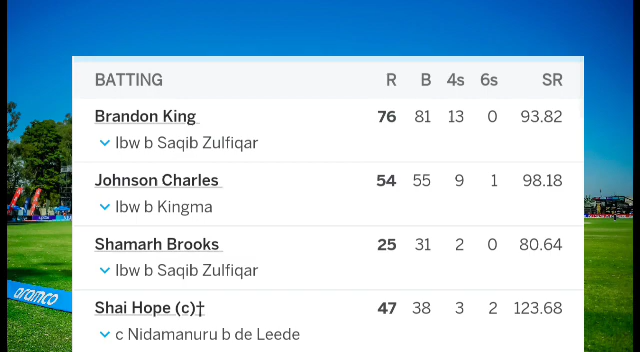 BATTING R B 4s 6s SR
Brandon King 76 81 13 0 93.82
lbw b Saqib Zulfiqar
Johnson Charles 54 55 9 1 98.18
lbw b Kingma
Shamarh Brooks 25 31 2 0 80.64
lbw b Saqib Zulfiqar
aramco
Shai Hope (c)† 47 38 3 2 123.68
c Nidamanuru b de Leede